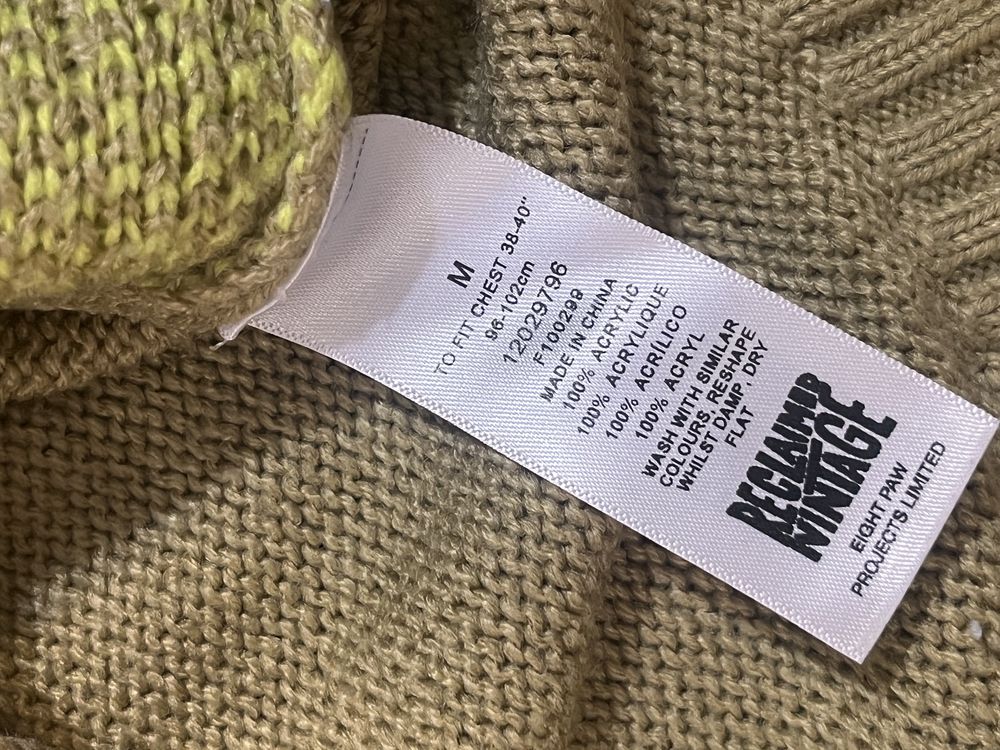 M
TO FIT CHEST 38-40"
96-102cm
12029796
F100299
MADE IN CHINA
100% ACRYLIC
100% ACRYLIQUE
100% ACRILICO
100% ACRYL
WASH WITH SIMILAR
COLOURS, RESHAPE
WHILST DAMP, DRY
FLAT
RECLAIMED
VINTAGE
EIGHT PAW
PROJECTS LIMITED